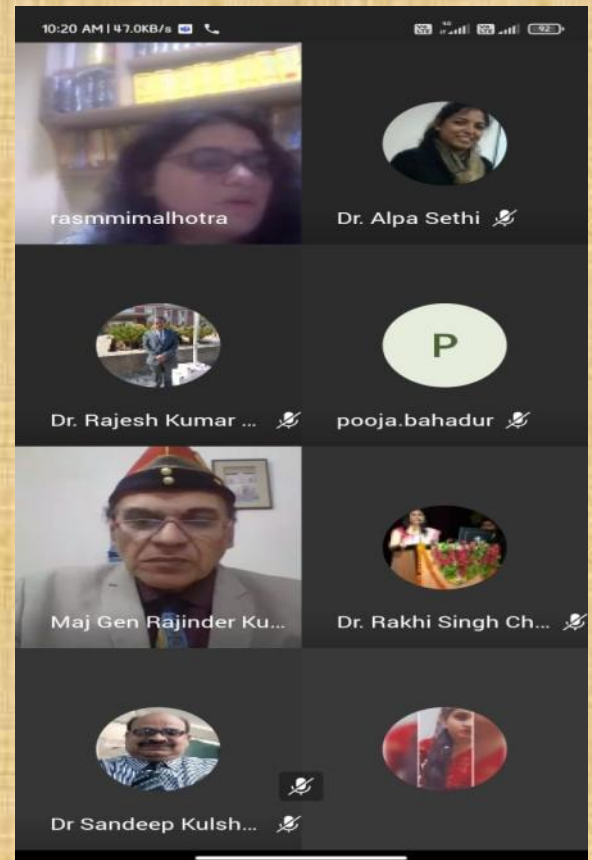 10:20 AM | 47.0KB/s 92
rasmmimalhotra Dr. Alpa Sethi
P
Dr. Rajesh Kumar ... pooja.bahadur
Maj Gen Rajinder Ku... Dr. Rakhi Singh Ch...
Dr Sandeep Kulsh...